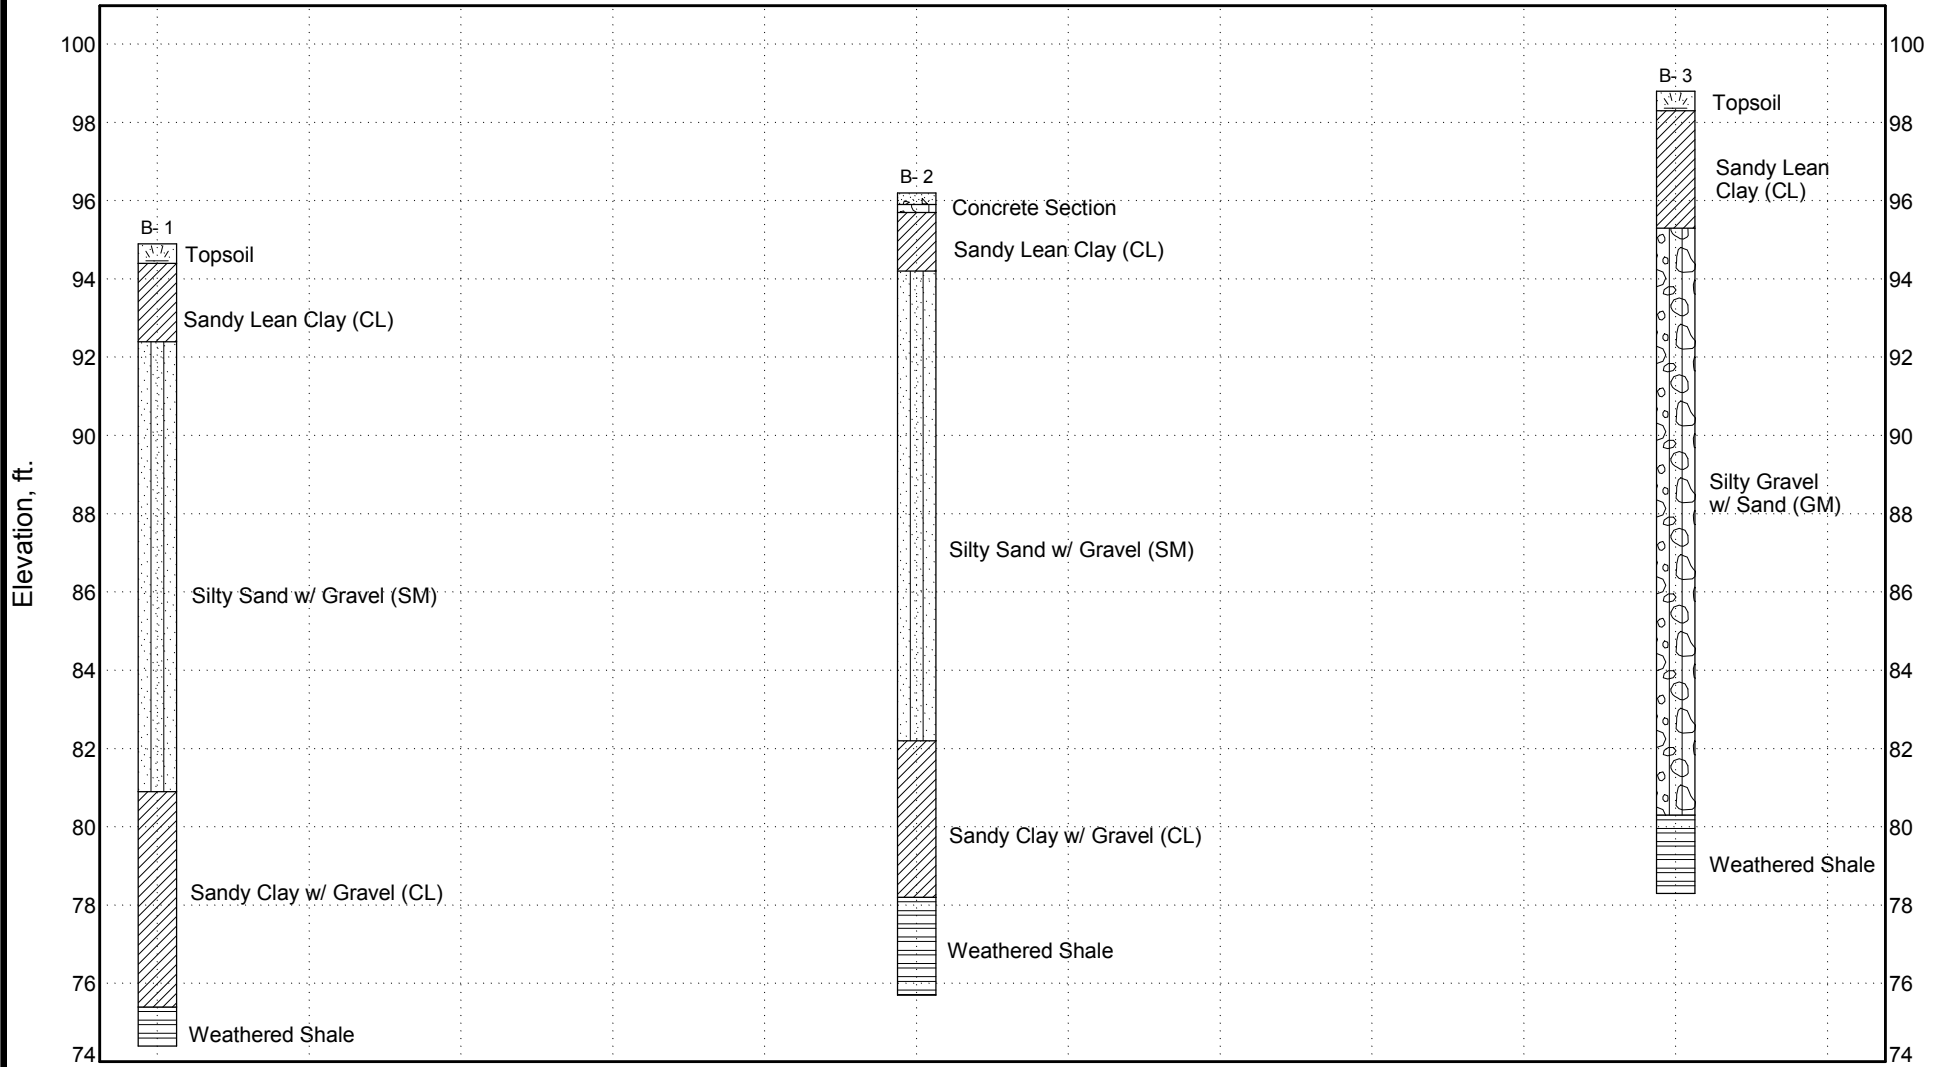 100
98
96
94
92
90
88
86
84
82
80
78
76
74
Elevation, ft.
B- 1
Topsoil
Sandy Lean Clay (CL)
Silty Sand w/ Gravel (SM)
Sandy Clay w/ Gravel (CL)
Weathered Shale
B- 2
Concrete Section
Sandy Lean Clay (CL)
Silty Sand w/ Gravel (SM)
Sandy Clay w/ Gravel (CL)
Weathered Shale
B- 3
Topsoil
Sandy Lean
Clay (CL)
Silty Gravel
w/ Sand (GM)
Weathered Shale
100
98
96
94
92
90
88
86
84
82
80
78
76
74